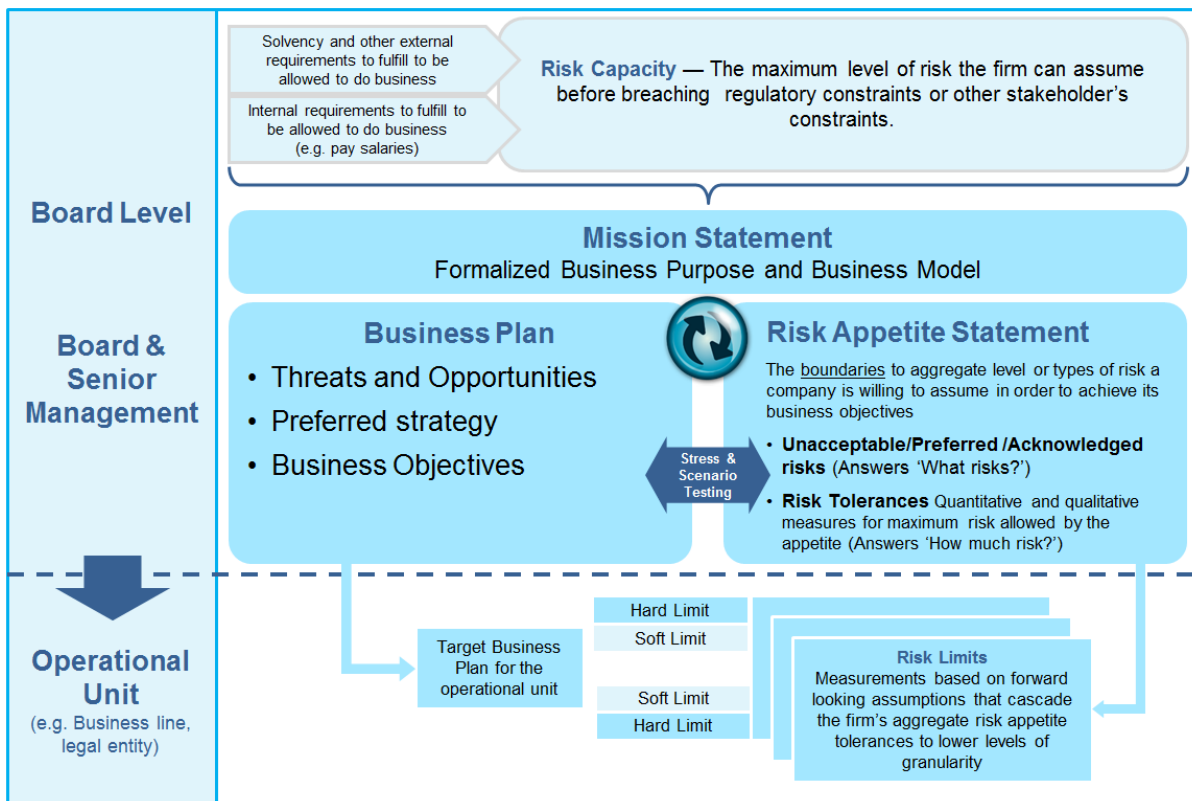 Solvency and other external
requirements to fulfill to be
allowed to do business
Internal requirements to fulfill to
be allowed to do business
(e.g. pay salaries)
Risk Capacity — The maximum level of risk the firm can assume
before breaching regulatory constraints or other stakeholder's
constraints.
Board Level
Mission Statement
Formalized Business Purpose and Business Model
Board &
Senior
Management
Business Plan
• Threats and Opportunities
• Preferred strategy
• Business Objectives
Stress &
Scenario
Testing
Risk Appetite Statement
The boundaries to aggregate level or types of risk a
company is willing to assume in order to achieve its
business objectives
• Unacceptable/Preferred /Acknowledged
risks (Answers 'What risks?')
• Risk Tolerances Quantitative and qualitative
measures for maximum risk allowed by the
appetite (Answers 'How much risk?')
Operational
Unit
(e.g. Business line,
legal entity)
Target Business
Plan for the
operational unit
Hard Limit
Soft Limit
Soft Limit
Hard Limit
Risk Limits
Measurements based on forward
looking assumptions that cascade
the firm's aggregate risk appetite
tolerances to lower levels of
granularity